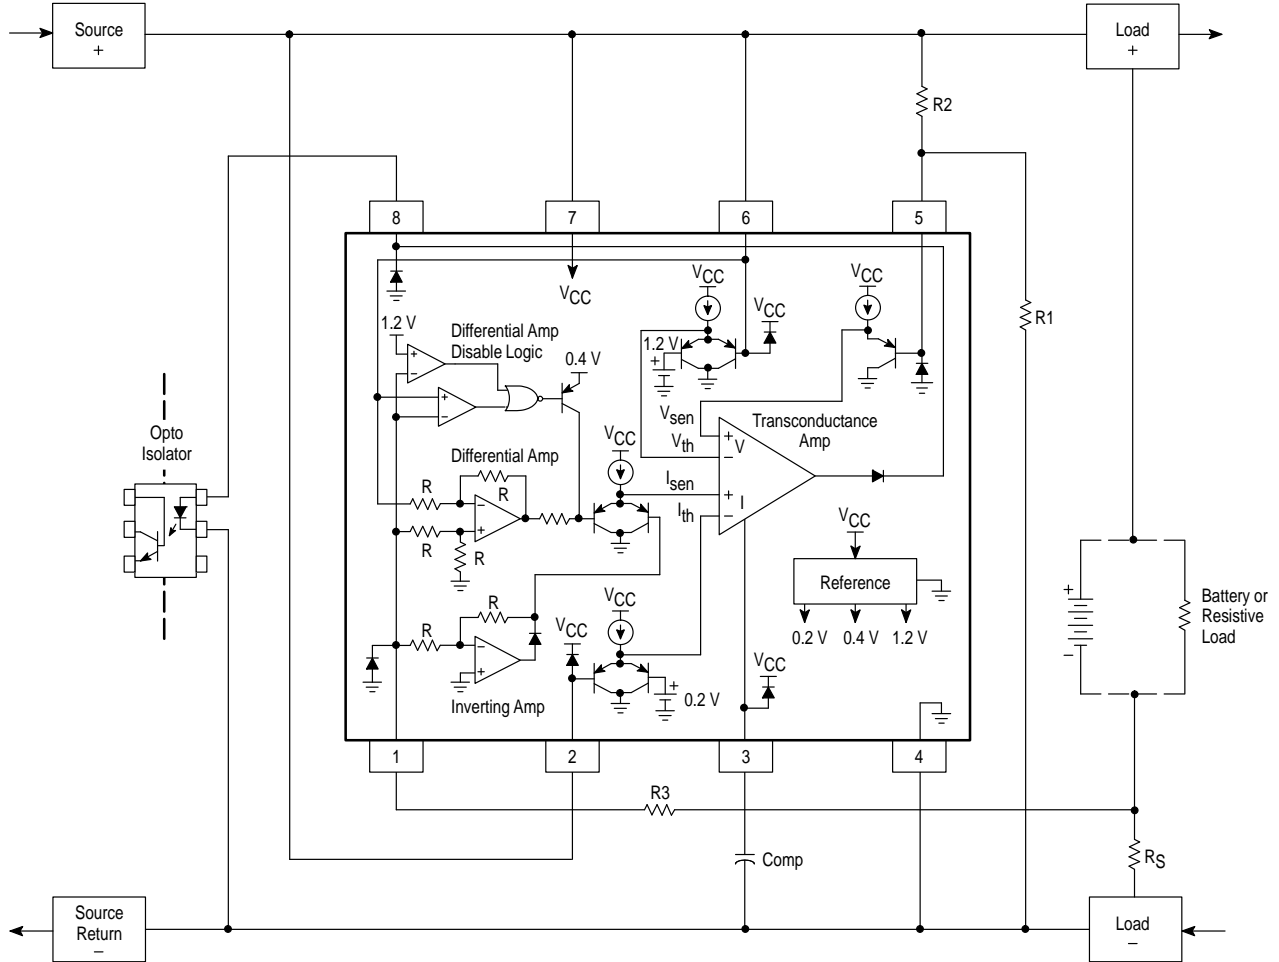 Source
+
Load
+
R2
8
7
6
5
VCC
VCC
VCC
VCC
R1
1.2 V
Differential Amp
Disable Logic
0.4 V
1.2 V
+
+
−
+
−
Vsen
Vth
Transconductance
Amp
+
−
V
Opto
Isolator
VCC
Differential Amp
R
R
−
+
Isen
Ith
+
−
I
R
R
VCC
Reference
0.2 V
0.4 V
1.2 V
+
−
Battery or
Resistive
Load
R
R
−
+
VCC
VCC
VCC
+
0.2 V
Inverting Amp
1
2
3
4
R3
Comp
RS
Source
Return
−
Load
−